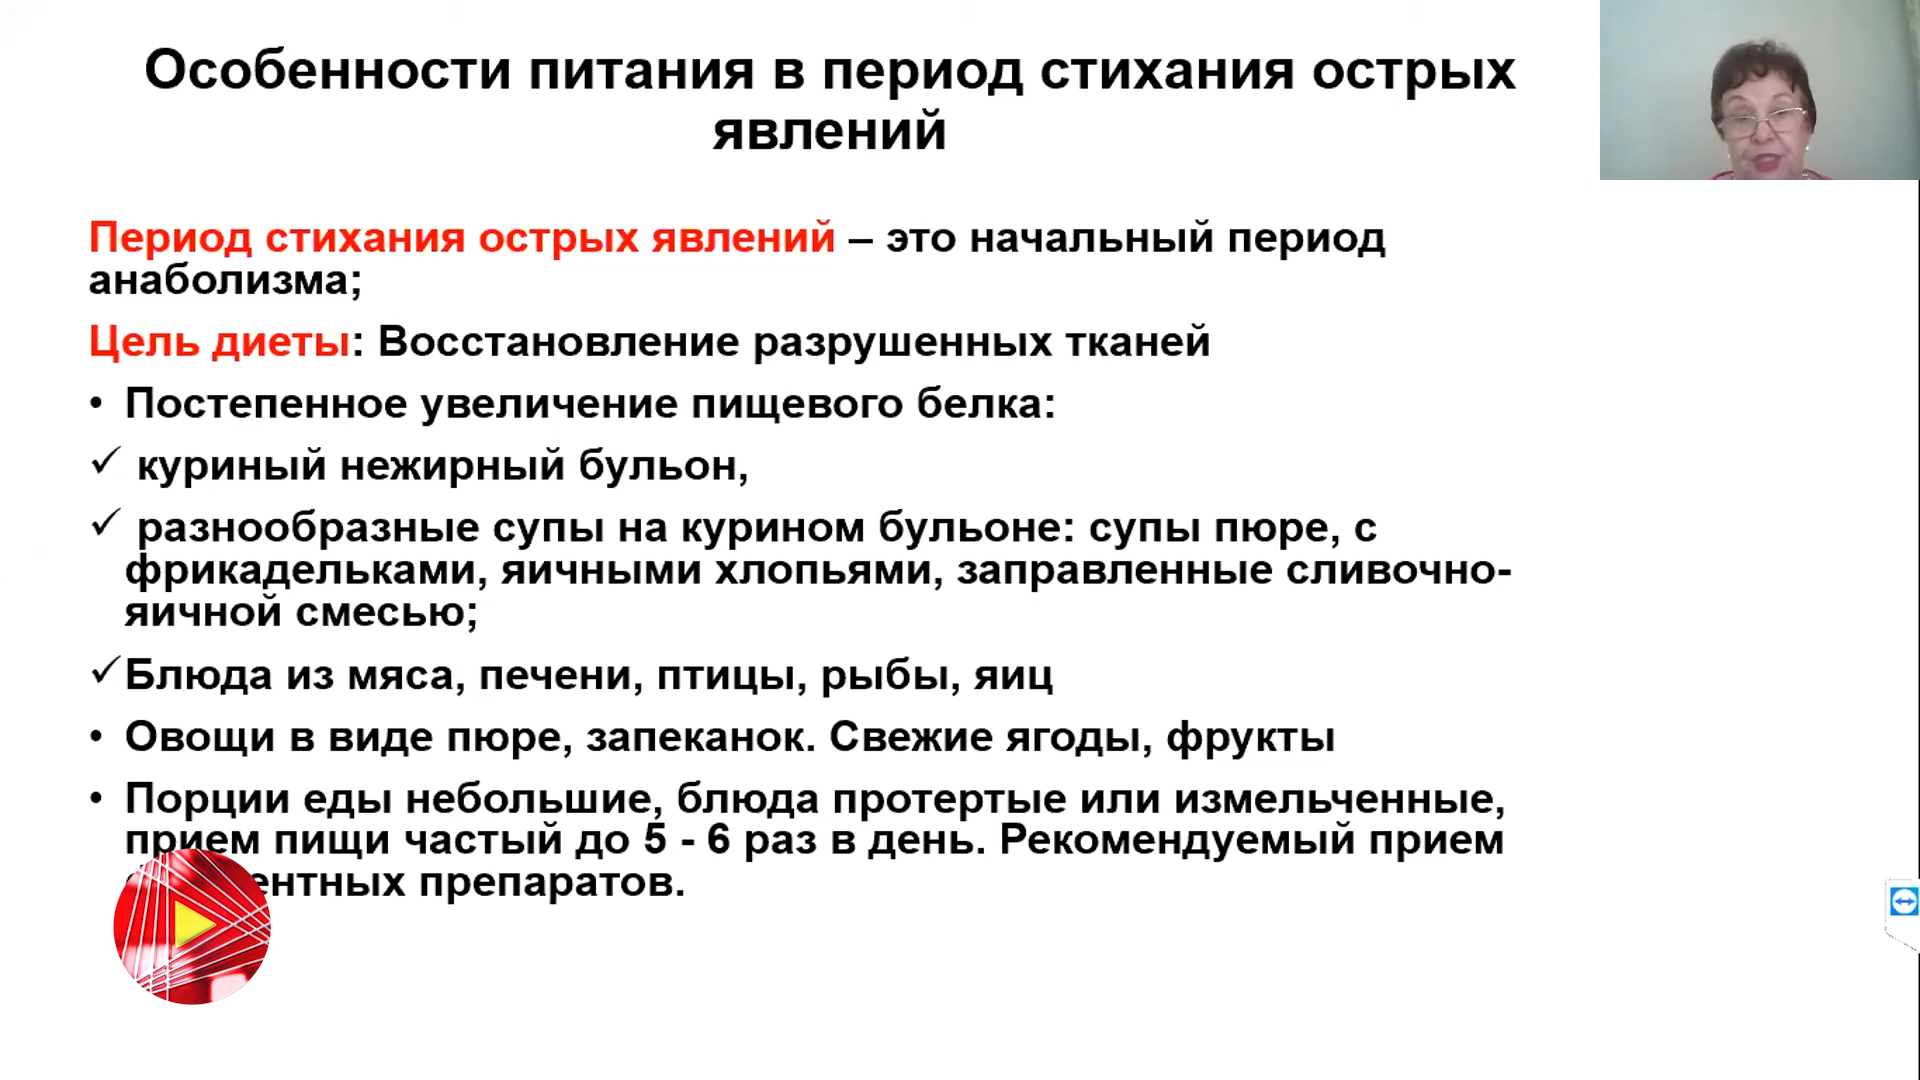 Особенности питания в период стихания острых
явлений
Период стихания острых явлений – это начальный период
анаболизма;
Цель диеты: Восстановление разрушенных тканей
• Постепенное увеличение пищевого белка:
✓ куриный нежирный бульон,
✓ разнообразные супы на курином бульоне: супы пюре, с
фрикадельками, яичными хлопьями, заправленные сливочно-
яичной смесью;
✓ Блюда из мяса, печени, птицы, рыбы, яиц
• Овощи в виде пюре, запеканок. Свежие ягоды, фрукты
• Порции еды небольшие, блюда протертые или измельченные,
прием пищи частый до 5 - 6 раз в день. Рекомендуемый прием
препаратов.